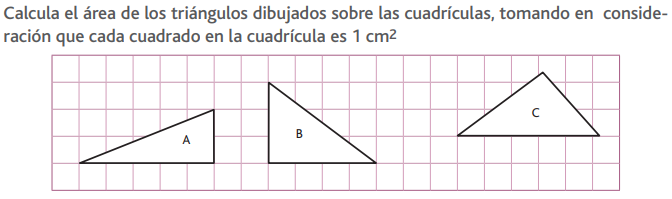 Calcula el área de los triángulos dibujados sobre las cuadrículas, tomando en conside-
ración que cada cuadrado en la cuadrícula es 1 cm2
A
B
C